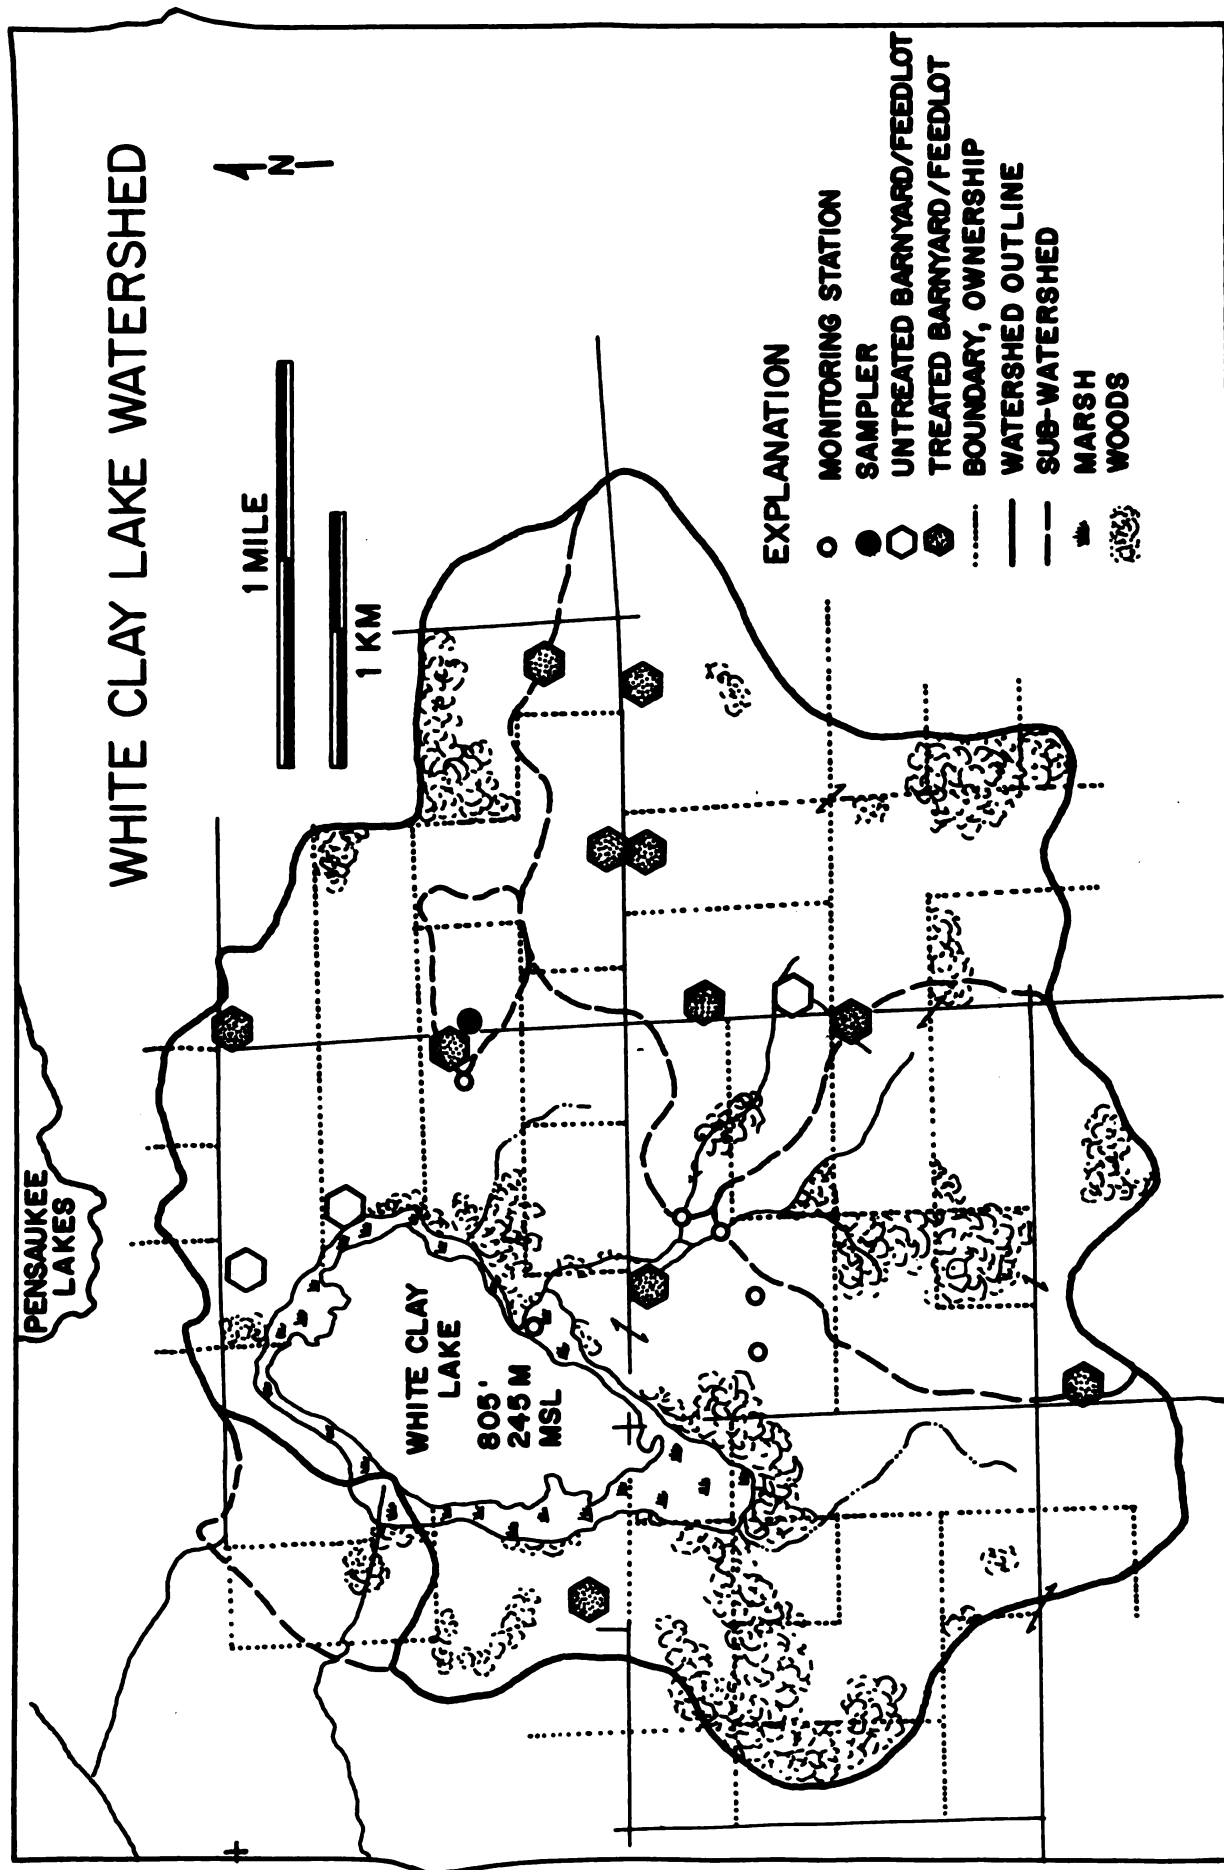 WHITE CLAY LAKE WATERSHED
N
1 MILE
1 KM
PENSAUKEE
LAKES
WHITE CLAY
LAKE
805'
245 M
MSL
EXPLANATION
MONITORING STATION
SAMPLER
UNTREATED BARNYARD/FEEDLOT
TREATED BARNYARD/FEEDLOT
BOUNDARY, OWNERSHIP
WATERSHED OUTLINE
SUB-WATERSHED
MARSH
WOODS